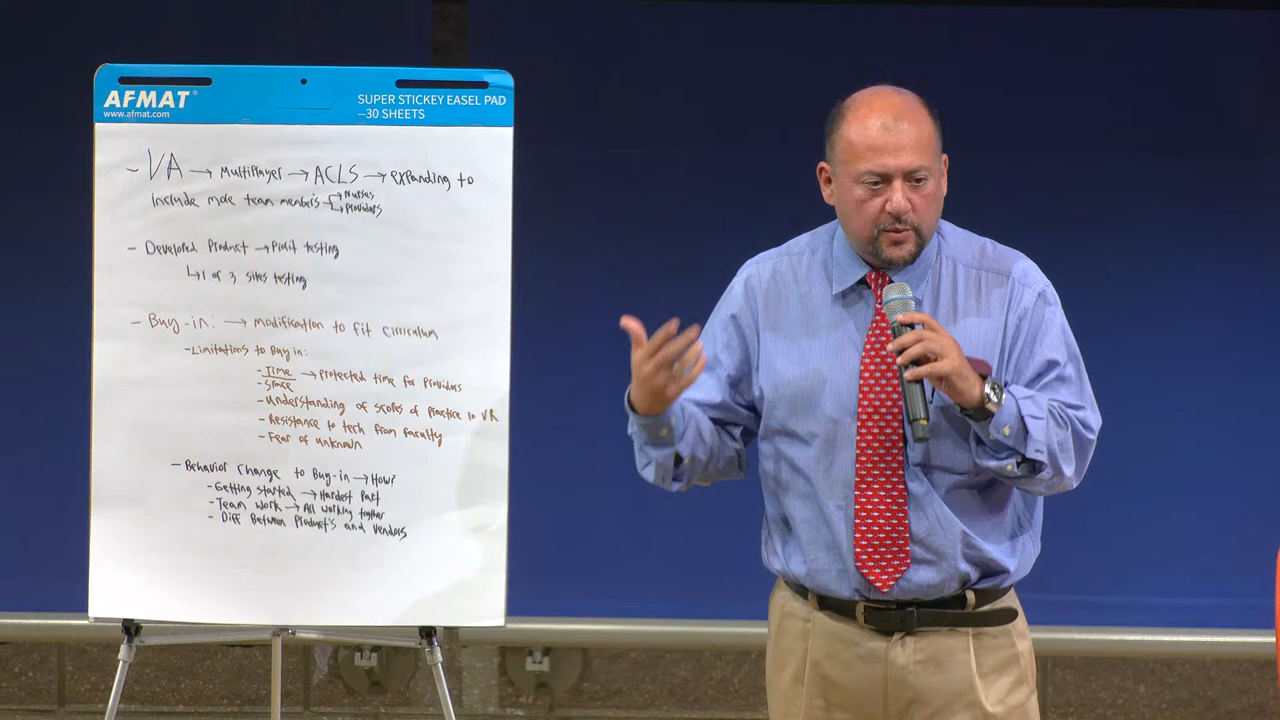 AFMAT®
www.afmat.com
SUPER STICKEY EASEL PAD
--30 SHEETS
- VA → Multiplayer → ACLS → expanding to
include more team members → Nurses
→ Providers
- Developed Product → Pilot testing
↳ 1 of 3 sites testing
- Buy-in: → modification to fit curriculum
- Limitations to Buy in:
- Time → protected time for Providers
- Space
- Understanding of scopes of Practice in VR
- Resistance to tech from faculty
- Fear of unknown
- Behavior Change to Buy-in → How?
- Getting started → Hardest Part
- Team work → All working together
- Diff Between Product's and Vendors